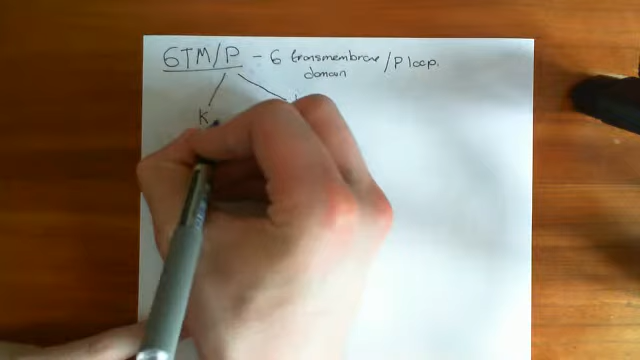 6TM/P – 6 transmembrane / P loop.
domain
K